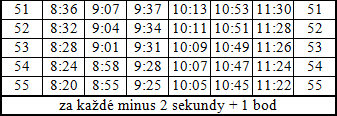 51 8:36 9:07 9:37 10:13 10:53 11:30 51
52 8:32 9:04 9:34 10:11 10:51 11:28 52
53 8:28 9:01 9:31 10:09 10:49 11:26 53
54 8:24 8:58 9:28 10:07 10:47 11:24 54
55 8:20 8:55 9:25 10:05 10:45 11:22 55
za každé minus 2 sekundy + 1 bod